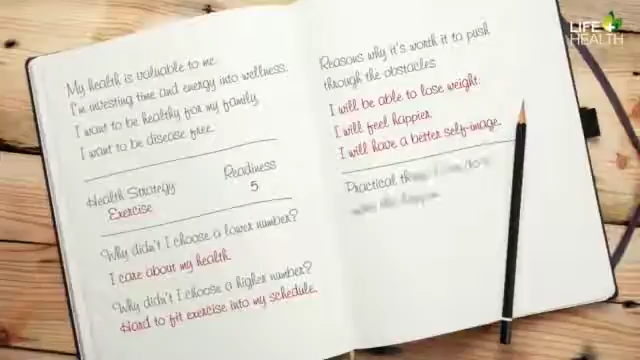 My health is valuable to me.
I'm investing time and energy into wellness.
I want to be healthy for my family.
I want to be disease free.
Health Strategy
Readiness
Exercise
5
Why didn't I choose a lower number?
I care about my health.
Why didn't I choose a higher number?
Hard to fit exercise into my schedule.
Reasons why it's worth it to push
through the obstacles
I will be able to lose weight.
I will feel happier.
I will have a better self-image.
Practical
LIFE+
HEALTH